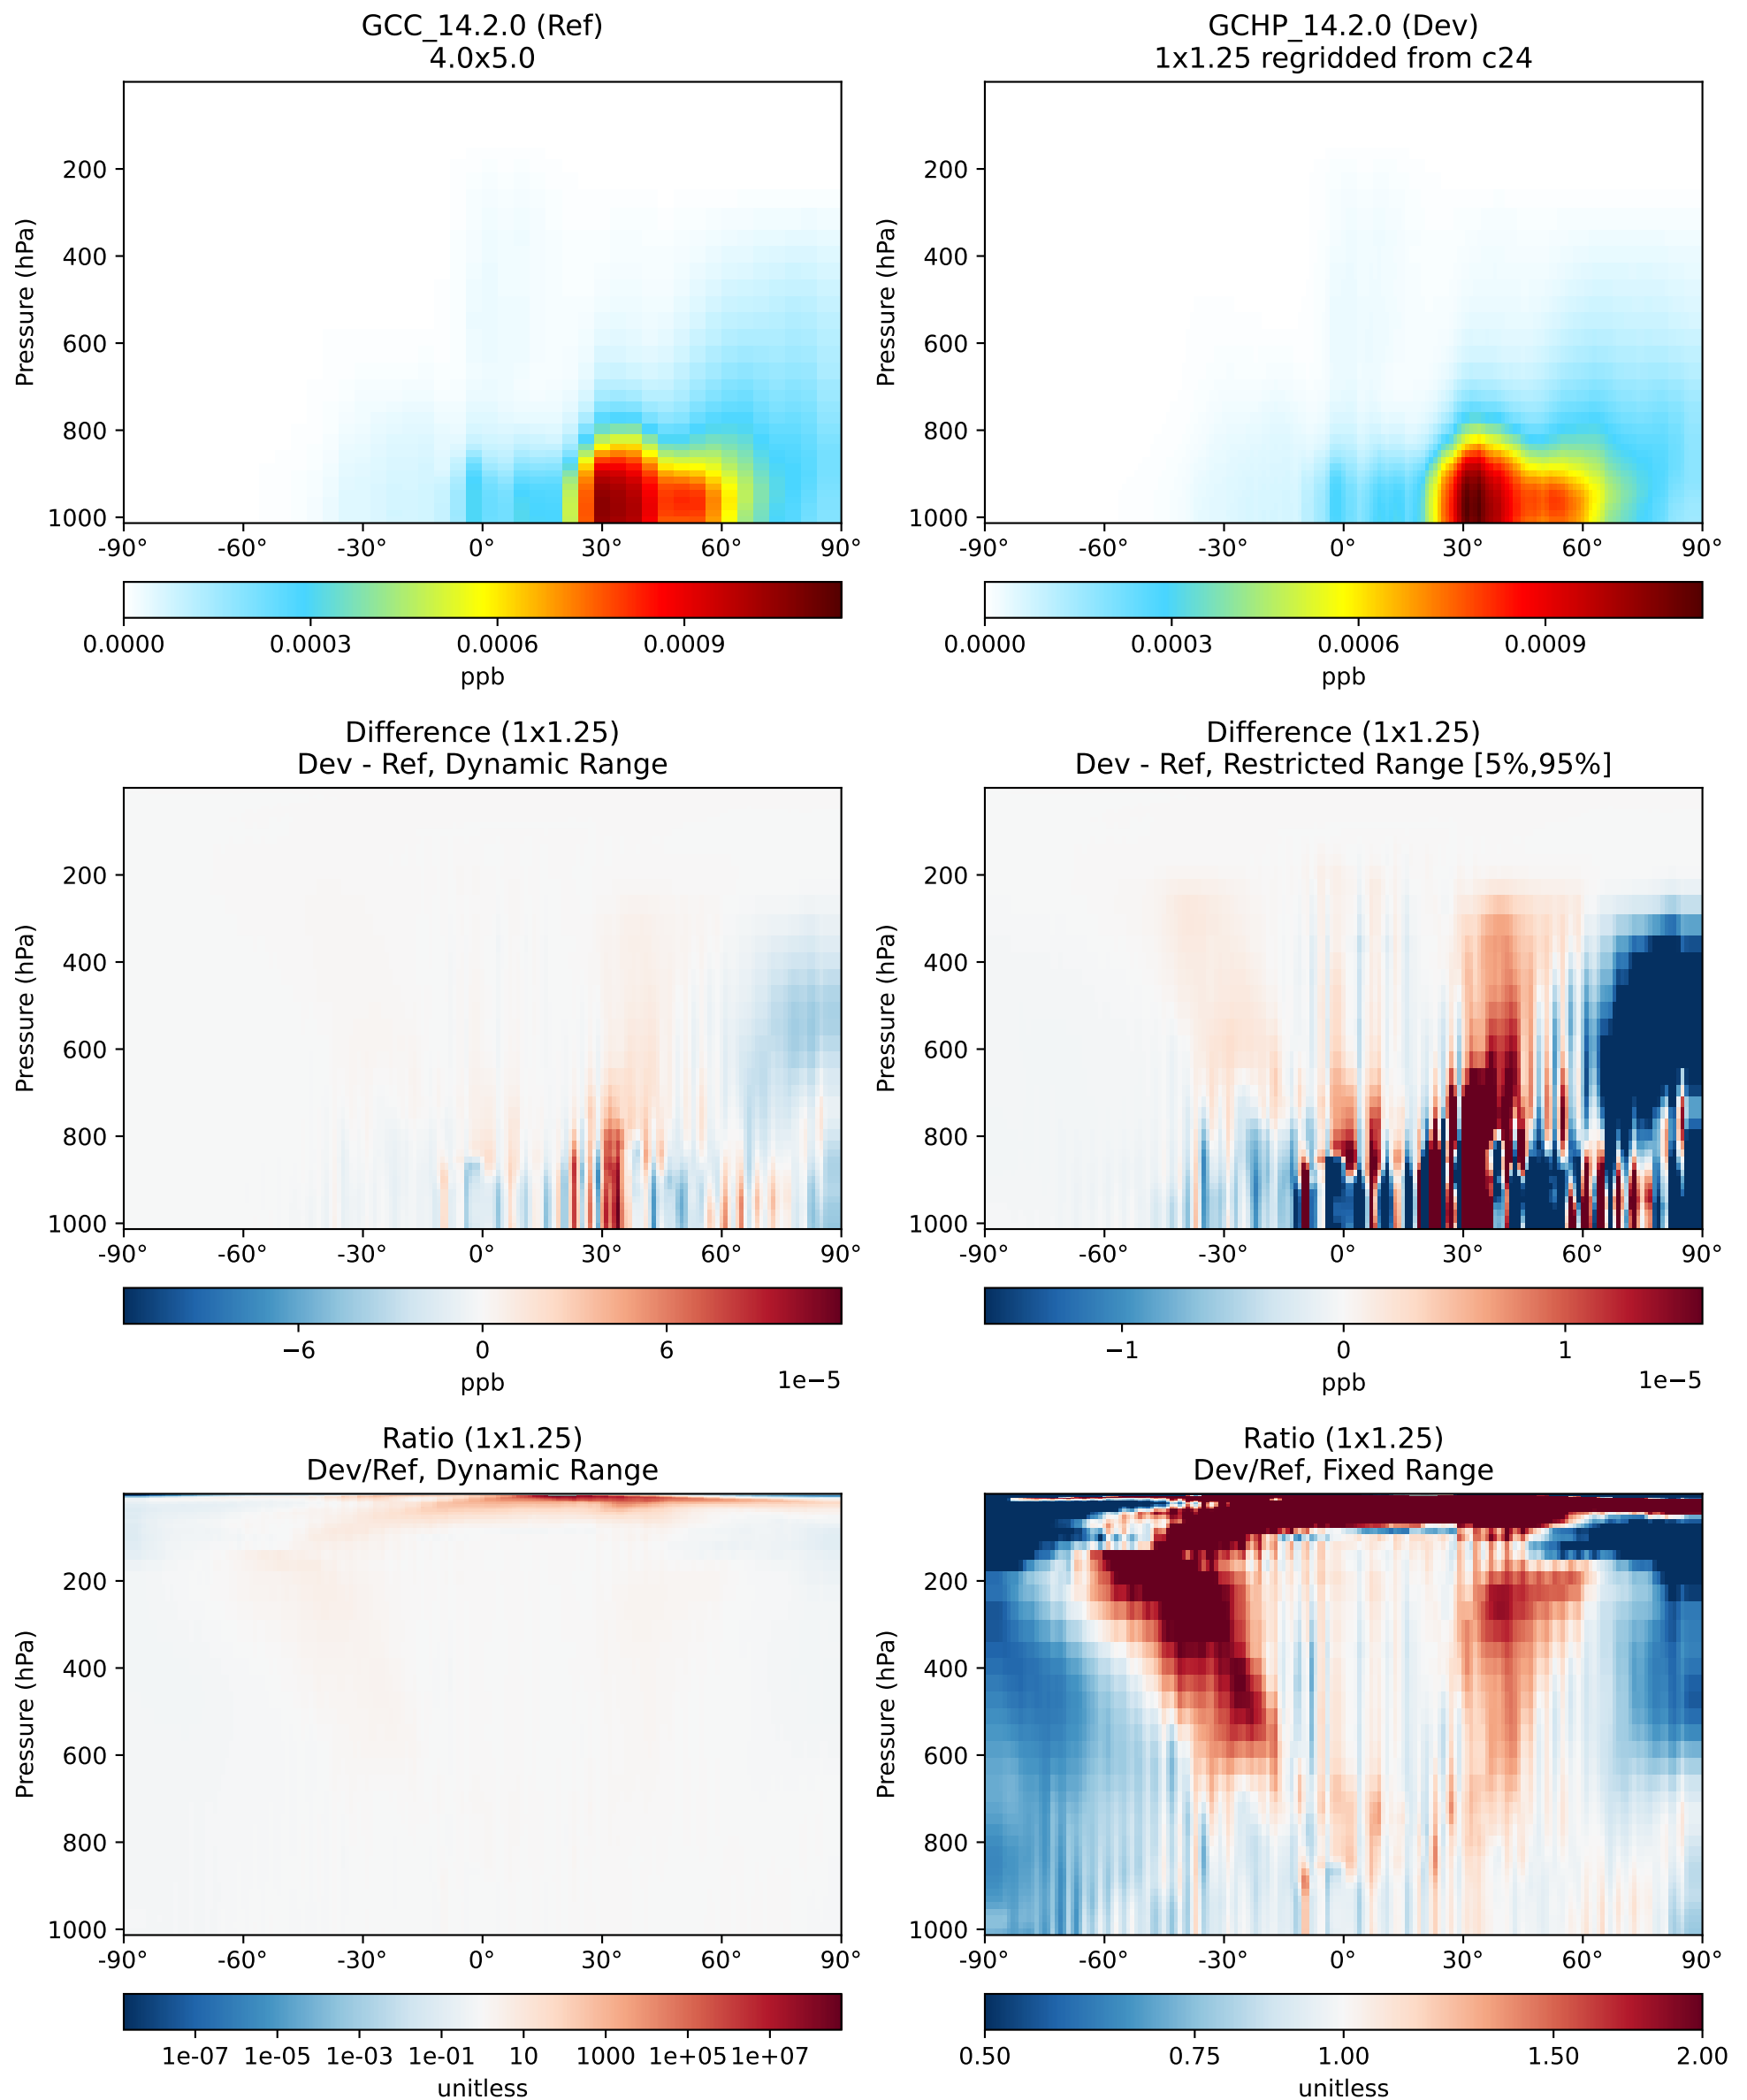 GCC_14.2.0 (Ref)
4.0x5.0
Pressure (hPa)
200
400
600
800
1000
-90° -60° -30° 0° 30° 60° 90°
0.0000 0.0003 0.0006 0.0009
ppb
GCHP_14.2.0 (Dev)
1x1.25 regridded from c24
Pressure (hPa)
200
400
600
800
1000
-90° -60° -30° 0° 30° 60° 90°
0.0000 0.0003 0.0006 0.0009
ppb
Difference (1x1.25)
Dev - Ref, Dynamic Range
Pressure (hPa)
200
400
600
800
1000
-90° -60° -30° 0° 30° 60° 90°
−6 0 6
1e−5
ppb
Difference (1x1.25)
Dev - Ref, Restricted Range [5%,95%]
Pressure (hPa)
200
400
600
800
1000
-90° -60° -30° 0° 30° 60° 90°
−1 0 1
1e−5
ppb
Ratio (1x1.25)
Dev/Ref, Dynamic Range
Pressure (hPa)
200
400
600
800
1000
-90° -60° -30° 0° 30° 60° 90°
1e-07 1e-05 1e-03 1e-01 10 1000 1e+05 1e+07
unitless
Ratio (1x1.25)
Dev/Ref, Fixed Range
Pressure (hPa)
200
400
600
800
1000
-90° -60° -30° 0° 30° 60° 90°
0.50 0.75 1.00 1.50 2.00
unitless